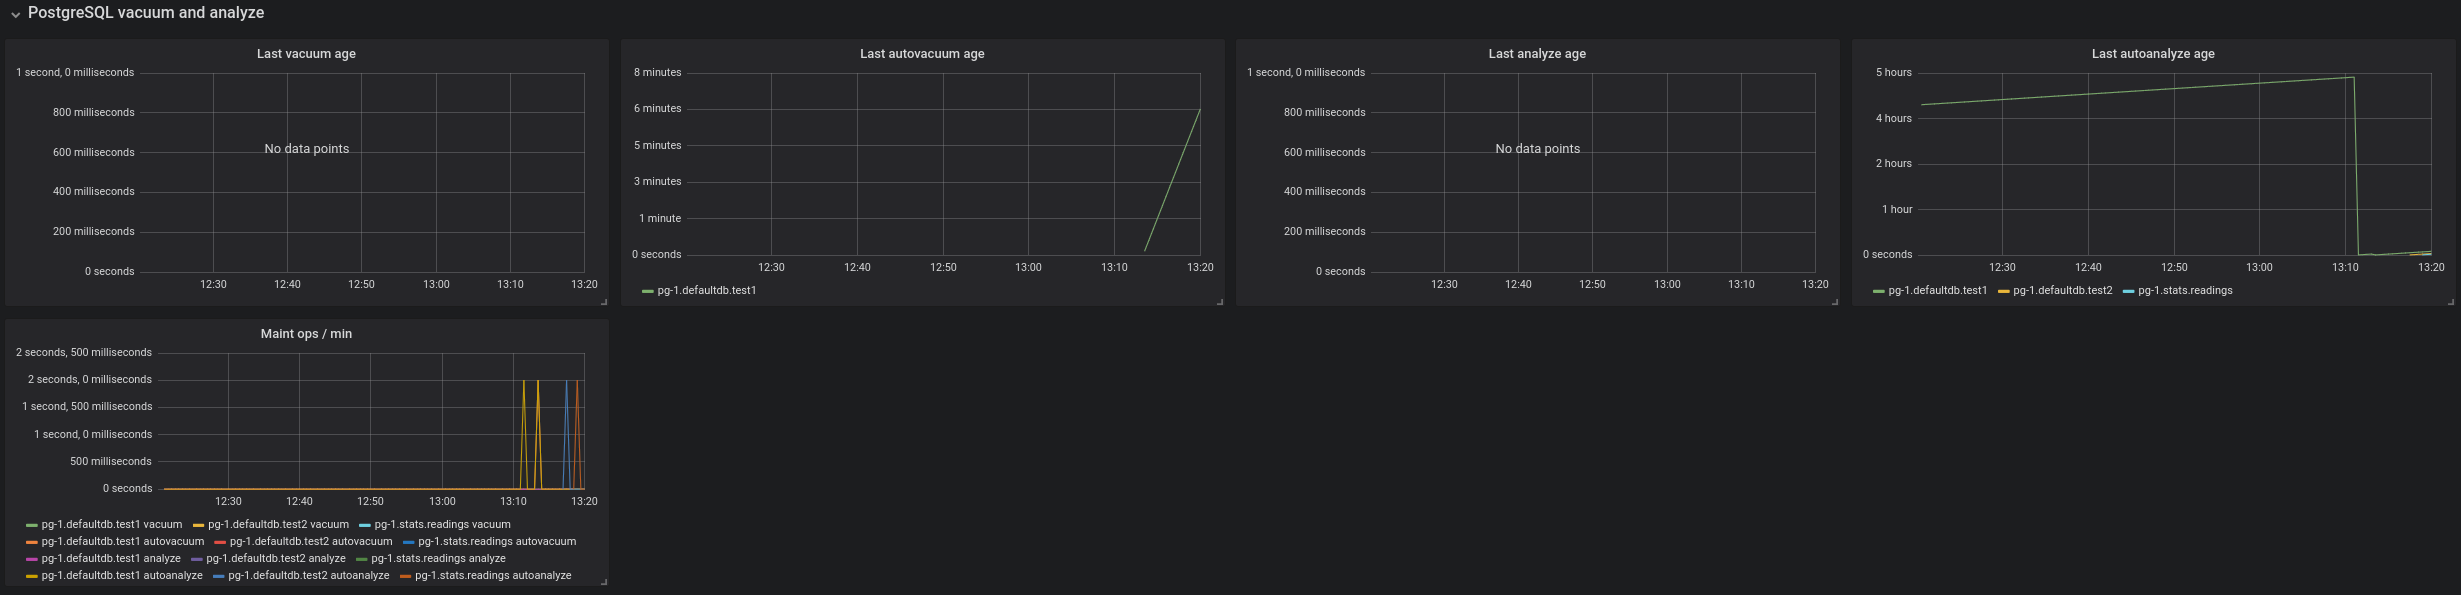 PostgreSQL vacuum and analyze
Last vacuum age
1 second, 0 milliseconds
800 milliseconds
600 milliseconds
400 milliseconds
200 milliseconds
0 seconds
No data points
12:30 12:40 12:50 13:00 13:10 13:20
Last autovacuum age
8 minutes
6 minutes
5 minutes
3 minutes
1 minute
0 seconds
12:30 12:40 12:50 13:00 13:10 13:20
pg-1.defaultdb.test1
Last analyze age
1 second, 0 milliseconds
800 milliseconds
600 milliseconds
400 milliseconds
200 milliseconds
0 seconds
No data points
12:30 12:40 12:50 13:00 13:10 13:20
Last autoanalyze age
5 hours
4 hours
2 hours
1 hour
0 seconds
12:30 12:40 12:50 13:00 13:10 13:20
pg-1.defaultdb.test1 pg-1.defaultdb.test2 pg-1.stats.readings
Maint ops / min
2 seconds, 500 milliseconds
2 seconds, 0 milliseconds
1 second, 500 milliseconds
1 second, 0 milliseconds
500 milliseconds
0 seconds
12:30 12:40 12:50 13:00 13:10 13:20
pg-1.defaultdb.test1 vacuum pg-1.defaultdb.test2 vacuum pg-1.stats.readings vacuum
pg-1.defaultdb.test1 autovacuum pg-1.defaultdb.test2 autovacuum pg-1.stats.readings autovacuum
pg-1.defaultdb.test1 analyze pg-1.defaultdb.test2 analyze pg-1.stats.readings analyze
pg-1.defaultdb.test1 autoanalyze pg-1.defaultdb.test2 autoanalyze pg-1.stats.readings autoanalyze